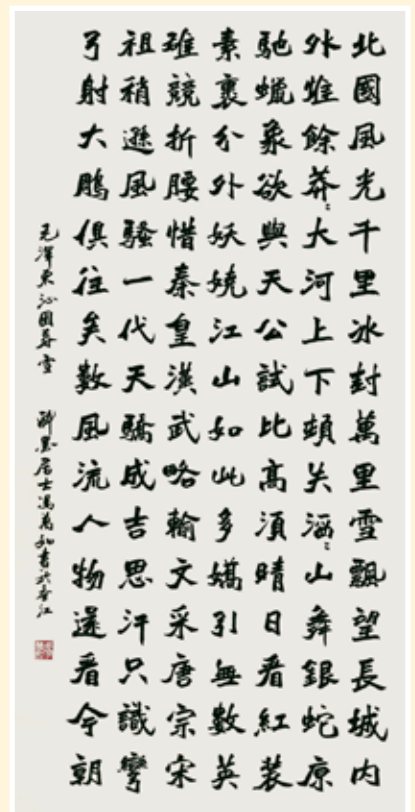 北國風光千里冰封萬里雪飄望長城內
外惟餘莽〻大河上下頓失滔〻山舞銀蛇原
馳蠟象欲與天公試比高須晴日看紅裝
素裹分外妖嬈江山如此多嬌引無數英
雄競折腰惜秦皇漢武略輸文采唐宗宋
祖稍遜風騷一代天驕成吉思汗只識彎
弓射大鵰俱往矣數風流人物還看今朝
毛澤東沁園春雪 居士馮書於香江